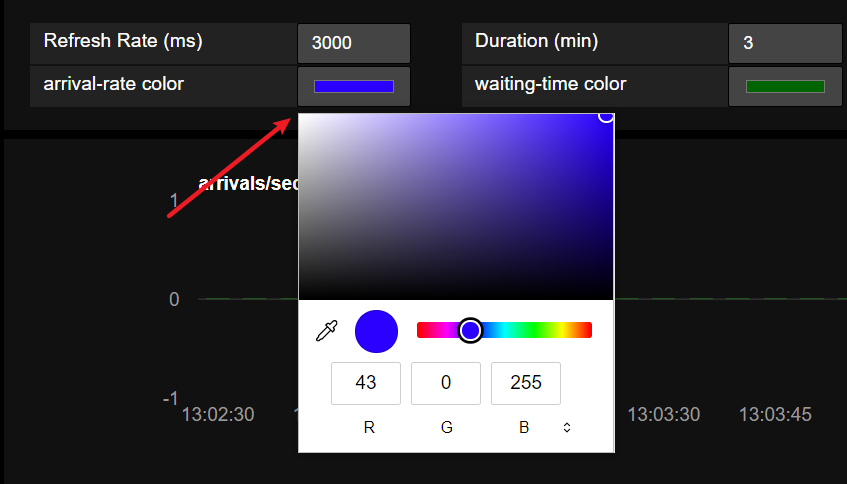 Refresh Rate (ms) 3000 Duration (min) 3
arrival-rate color waiting-time color
arrivals/sec
1
0
-1
13:02:30 13:03:30 13:03:45
43 0 255
R G B